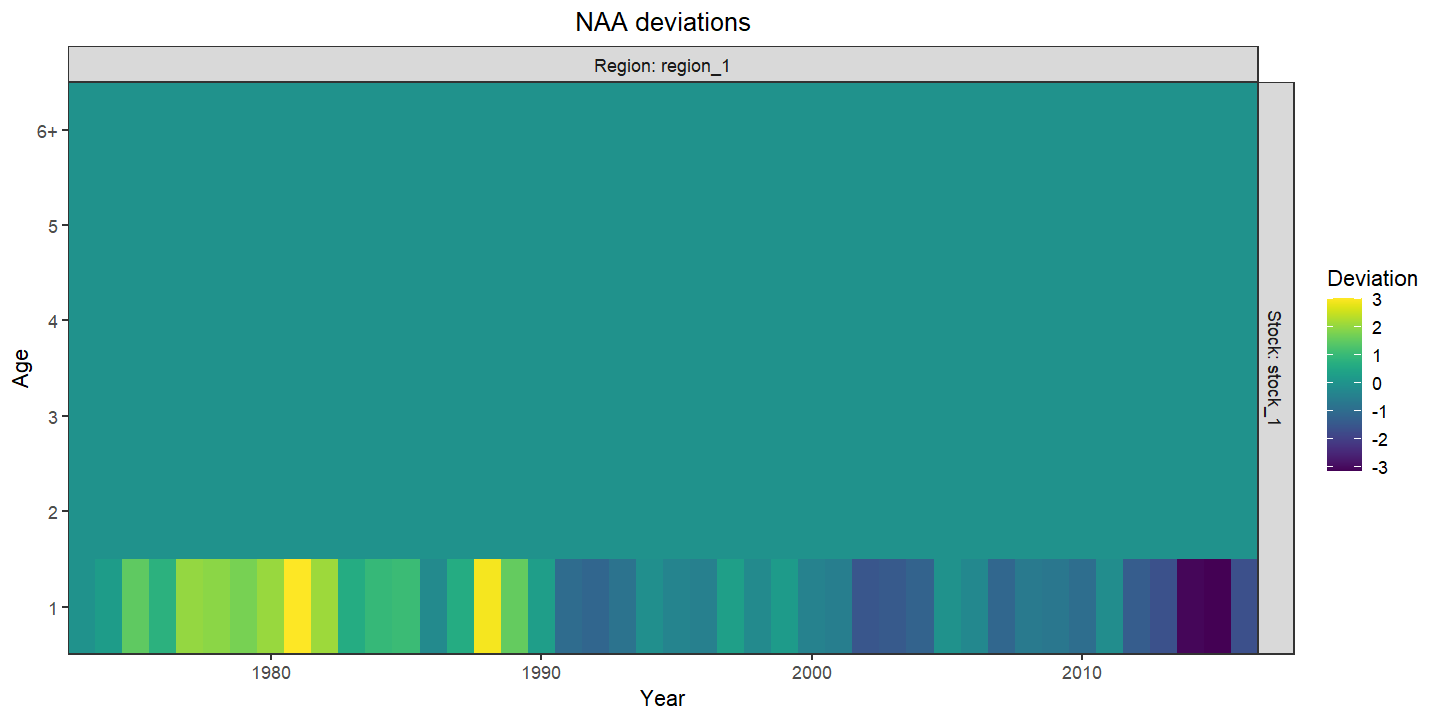 NAA deviations
Region: region_1
Stock: stock_1
Age
6+
5
4
3
2
1
1980
1990
2000
2010
Year
Deviation
3
2
1
0
-1
-2
-3